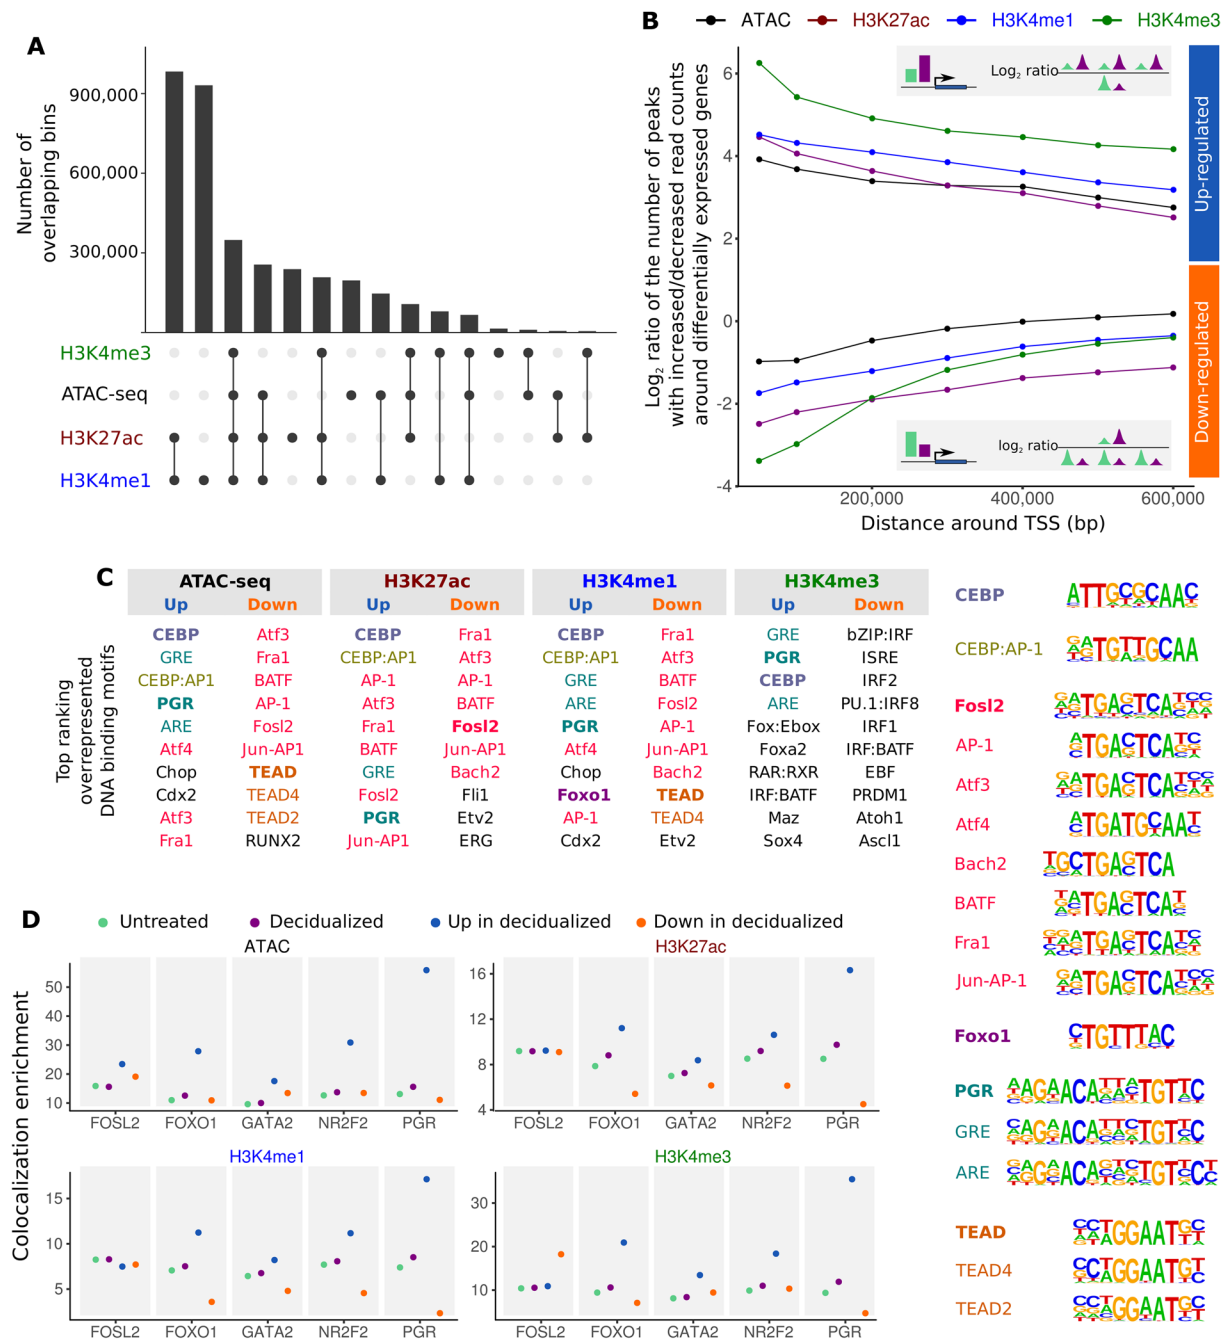 A
Number of
overlapping bins
900,000
600,000
300,000
H3K4me3
ATAC-seq
H3K27ac
H3K4me1
B
ATAC
H3K27ac
H3K4me1
H3K4me3
Log2 ratio of the number of peaks
with increased/decreased read counts
around differentially expressed genes
6
4
2
0
-2
-4
Log2 ratio
log2 ratio
Up-regulated
Down-regulated
200,000
400,000
600,000
Distance around TSS (bp)
C
Top ranking
overrepresented
DNA binding motifs
ATAC-seq H3K27ac H3K4me1 H3K4me3
Up Down Up Down Up Down Up Down
CEBP Atf3 CEBP Fra1 CEBP Fra1 GRE bZIP:IRF
GRE Fra1 CEBP:AP1 Atf3 CEBP:AP1 Atf3 PGR ISRE
CEBP:AP1 BATF AP-1 AP-1 GRE BATF CEBP IRF2
PGR AP-1 Atf3 BATF ARE Fosl2 ARE PU.1:IRF8
ARE Fosl2 Fra1 Fosl2 PGR AP-1 Fox:Ebox IRF1
Atf4 Jun-AP1 BATF Jun-AP1 Atf4 Jun-AP1 Foxa2 IRF:BATF
Chop TEAD GRE Bach2 Chop Bach2 RAR:RXR EBF
Cdx2 TEAD4 Fosl2 Fli1 Foxo1 TEAD IRF:BATF PRDM1
Atf3 TEAD2 PGR Etv2 AP-1 TEAD4 Maz Atoh1
Fra1 RUNX2 Jun-AP1 ERG Cdx2 Etv2 Sox4 Ascl1
CEBP
CEBP:AP-1
Fosl2
AP-1
Atf3
Atf4
Bach2
BATF
Fra1
Jun-AP-1
Foxo1
PGR
GRE
ARE
TEAD
TEAD4
TEAD2
D
Untreated
Decidualized
Up in decidualized
Down in decidualized
Colocalization enrichment
ATAC
50
40
30
20
10
FOSL2 FOXO1 GATA2 NR2F2 PGR
H3K27ac
16
12
8
4
FOSL2 FOXO1 GATA2 NR2F2 PGR
H3K4me1
15
10
5
FOSL2 FOXO1 GATA2 NR2F2 PGR
H3K4me3
30
20
10
FOSL2 FOXO1 GATA2 NR2F2 PGR